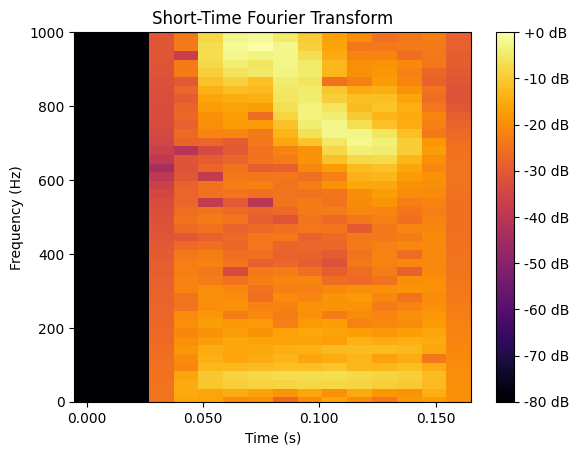 Short-Time Fourier Transform
1000
800
600
400
200
0
Frequency (Hz)
0.000
0.050
0.100
0.150
Time (s)
+0 dB
-10 dB
-20 dB
-30 dB
-40 dB
-50 dB
-60 dB
-70 dB
-80 dB